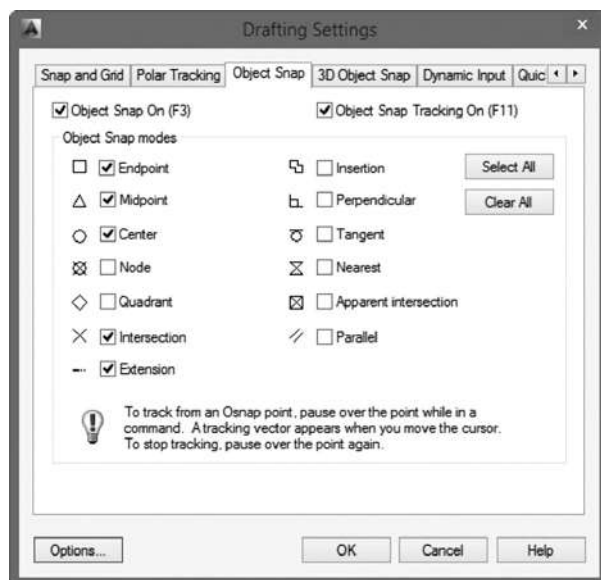 Drafting Settings
Snap and Grid Polar Tracking Object Snap 3D Object Snap Dynamic Input Quic
Object Snap On (F3)
Object Snap Tracking On (F11)
Object Snap modes
Endpoint
Midpoint
Center
Node
Quadrant
Intersection
Extension
Insertion
Perpendicular
Tangent
Nearest
Apparent intersection
Parallel
Select All
Clear All
To track from an Osnap point, pause over the point while in a
command. A tracking vector appears when you move the cursor.
To stop tracking, pause over the point again.
Options...
OK
Cancel
Help